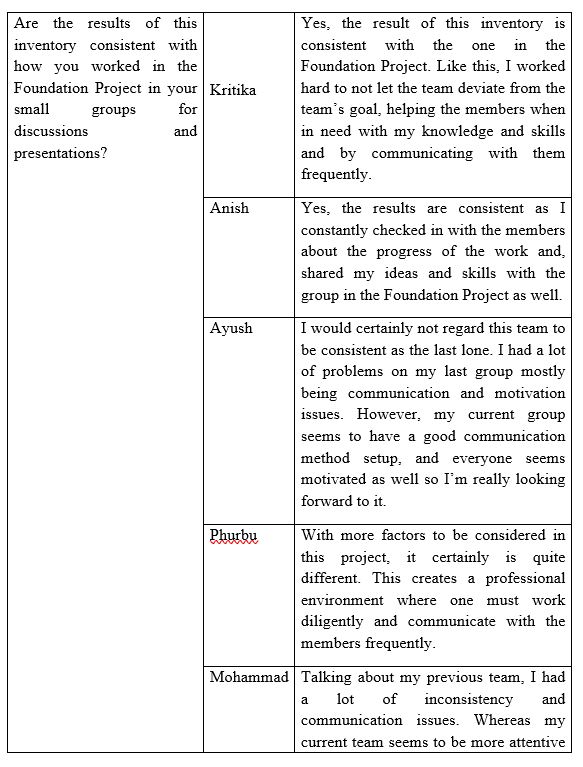 Are the results of this
inventory consistent with
how you worked in the
Foundation Project in your
small groups for
discussions and
presentations?
Kritika
Yes, the result of this inventory is
consistent with the one in the
Foundation Project. Like this, I worked
hard to not let the team deviate from the
team's goal, helping the members when
in need with my knowledge and skills
and by communicating with them
frequently.
Anish
Yes, the results are consistent as I
constantly checked in with the members
about the progress of the work and,
shared my ideas and skills with the
group in the Foundation Project as well.
Ayush
I would certainly not regard this team to
be consistent as the last lone. I had a lot
of problems on my last group mostly
being communication and motivation
issues. However, my current group
seems to have a good communication
method setup, and everyone seems
motivated as well so I'm really looking
forward to it.
Phurbu
With more factors to be considered in
this project, it certainly is quite
different. This creates a professional
environment where one must work
diligently and communicate with the
members frequently.
Mohammad
Talking about my previous team, I had
a lot of inconsistency and
communication issues. Whereas my
current team seems to be more attentive